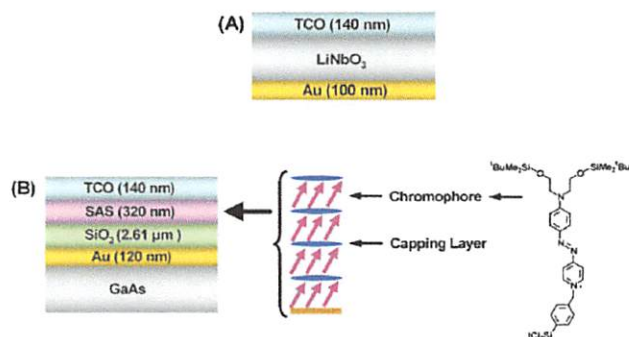 (A)
TCO (140 nm)
LiNbO3
Au (100 nm)
(B)
TCO (140 nm)
SAS (320 nm)
SiO2 (2.61 μm)
Au (120 nm)
GaAs
Chromophore
Capping Layer
tBuMe2Si
SiMe2tBu
O
O
N
N
N
N+